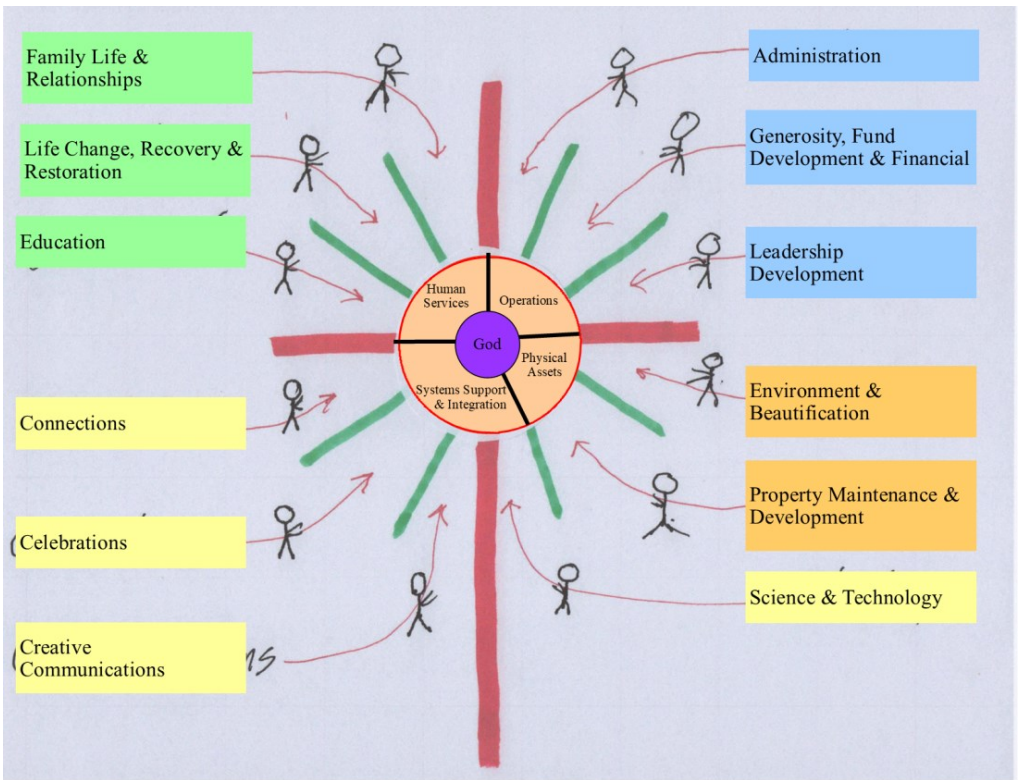 Family Life &
Relationships
Life Change, Recovery &
Restoration
Education
Administration
Generosity, Fund
Development & Financial
Leadership
Development
Human
Services
Operations
God
Physical
Assets
Systems Support
& Integration
Connections
Celebrations
Creative
Communications
Environment &
Beautification
Property Maintenance &
Development
Science & Technology